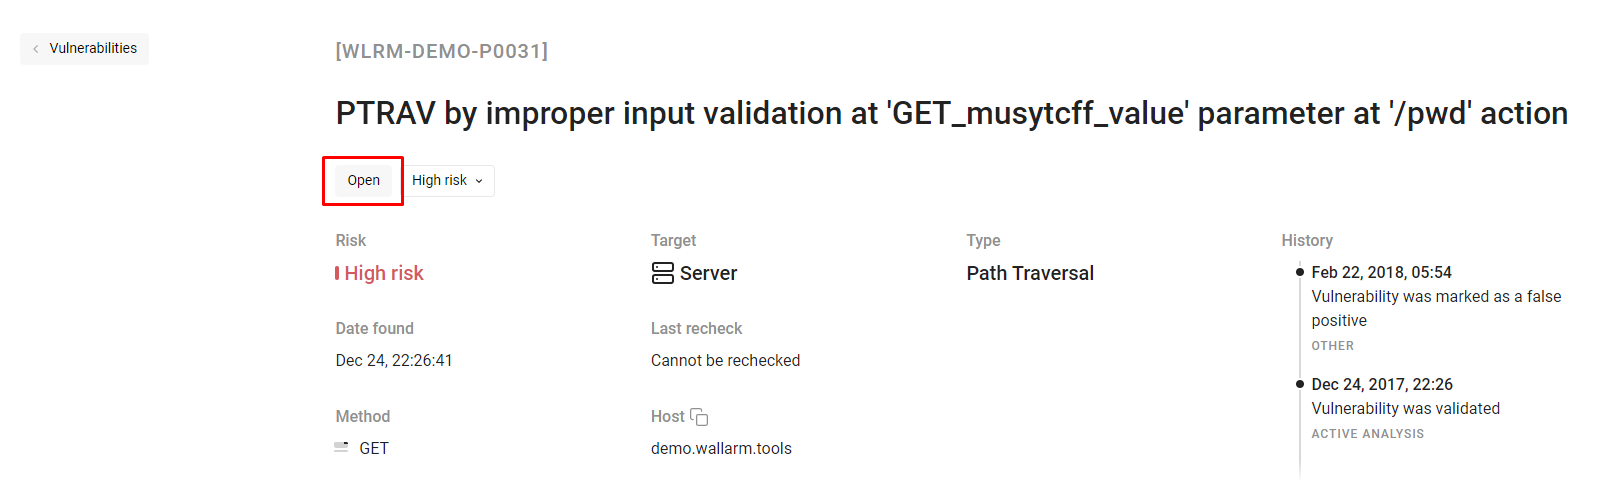 Vulnerabilities
[WLRM-DEMO-P0031]
PTRAV by improper input validation at 'GET_musytcff_value' parameter at '/pwd' action
Open
High risk
Risk
High risk
Target
Server
Type
Path Traversal
Date found
Dec 24, 22:26:41
Last recheck
Cannot be rechecked
Method
GET
Host
demo.wallarm.tools
History
Feb 22, 2018, 05:54
Vulnerability was marked as a false
positive
OTHER
Dec 24, 2017, 22:26
Vulnerability was validated
ACTIVE ANALYSIS